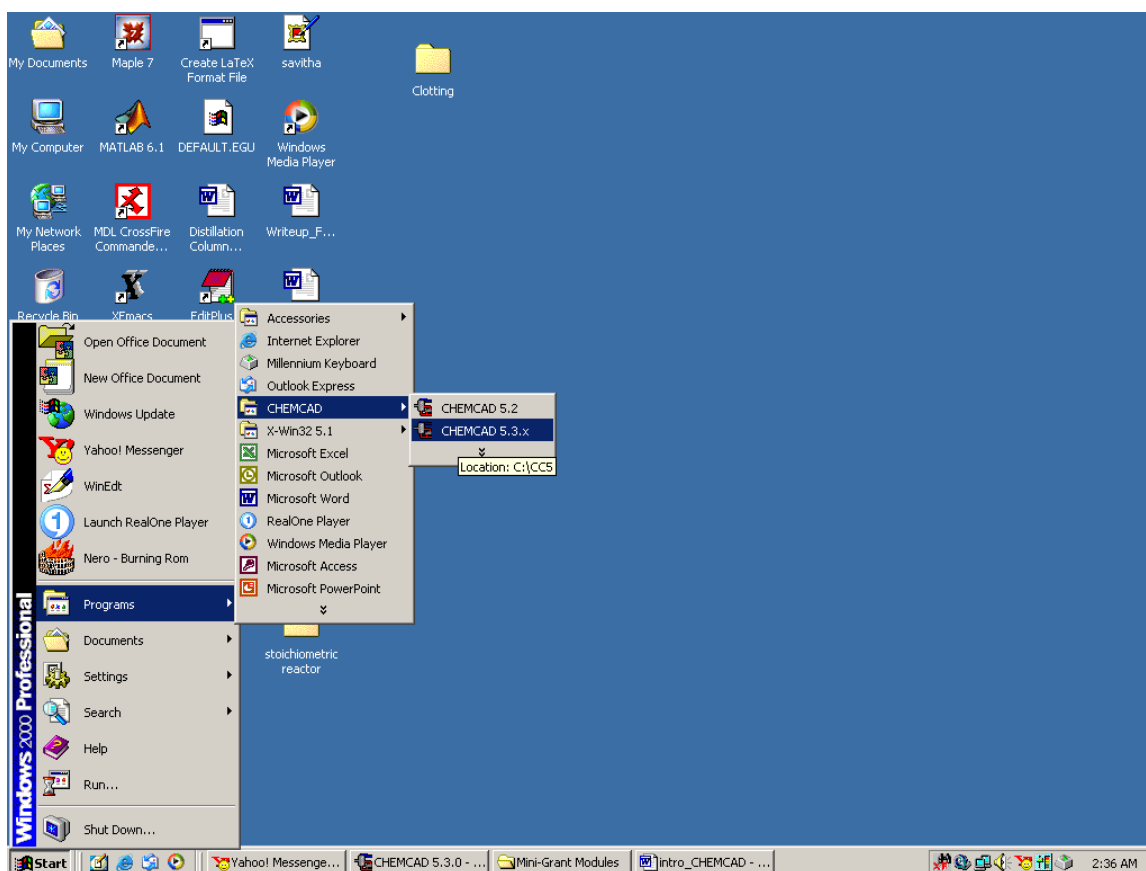 My Documents
Maple 7
Create LaTeX
Format File
savitha
Clotting
My Computer
MATLAB 6.1
DEFAULT.EGU
Windows
Media Player
My Network
Places
MDL CrossFire
Commande...
Distillation
Column...
Writeup_F...
Recycle Bin
XEmacs
EditPlus
Open Office Document
New Office Document
Windows Update
Yahoo! Messenger
WinEdt
Launch RealOne Player
Nero - Burning Rom
Programs
Documents
Settings
Search
Help
Run...
Shut Down...
Windows 2000 Professional
Accessories
Internet Explorer
Millennium Keyboard
Outlook Express
CHEMCAD
X-Win32 5.1
Microsoft Excel
Microsoft Outlook
Microsoft Word
RealOne Player
Windows Media Player
Microsoft Access
Microsoft PowerPoint
CHEMCAD 5.2
CHEMCAD 5.3.x
Location: C:\CC5
stoichiometric
reactor
Start
Yahoo! Messenge...
CHEMCAD 5.3.0 - ...
Mini-Grant Modules
intro_CHEMCAD - ...
2:36 AM